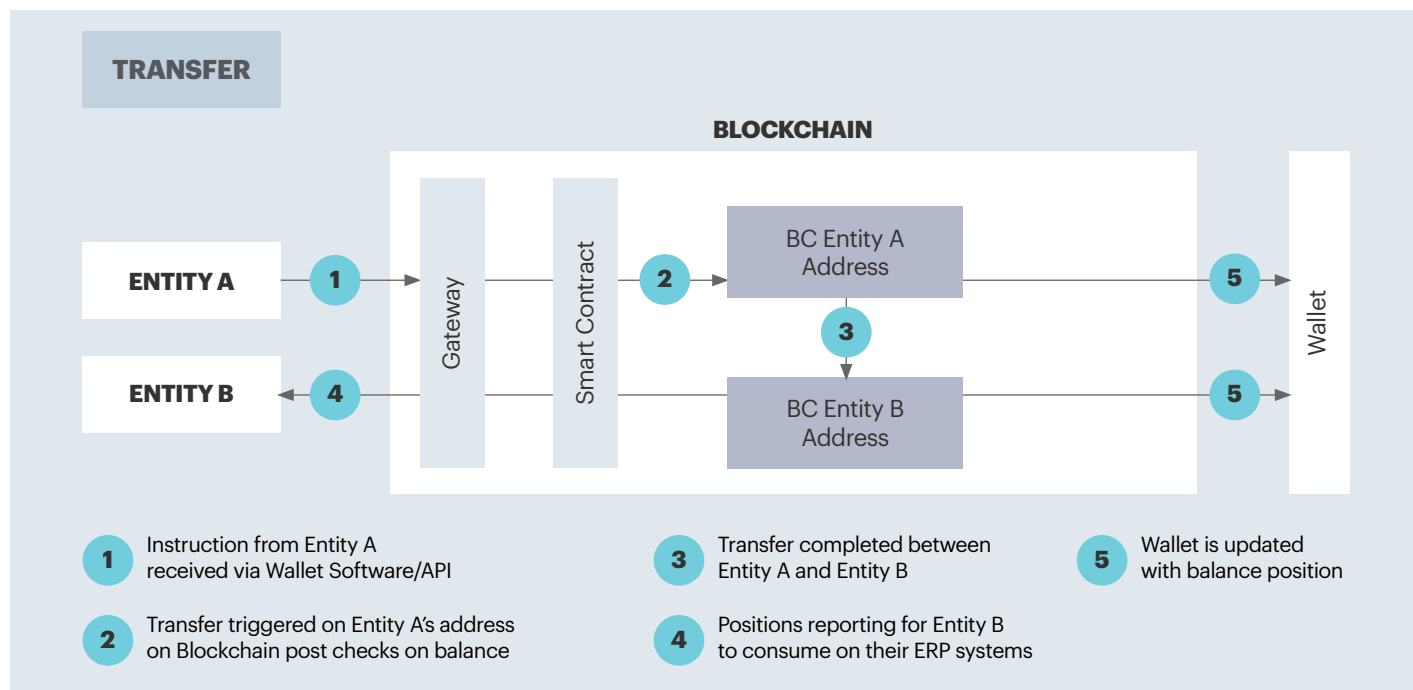 TRANSFER
BLOCKCHAIN
ENTITY A
1
Gateway
Smart Contract
2
BC Entity A
Address
5
Wallet
3
ENTITY B
4
BC Entity B
Address
5
1
Instruction from Entity A
received via Wallet Software/API
2
Transfer triggered on Entity A's address
on Blockchain post checks on balance
3
Transfer completed between
Entity A and Entity B
4
Positions reporting for Entity B
to consume on their ERP systems
5
Wallet is updated
with balance position